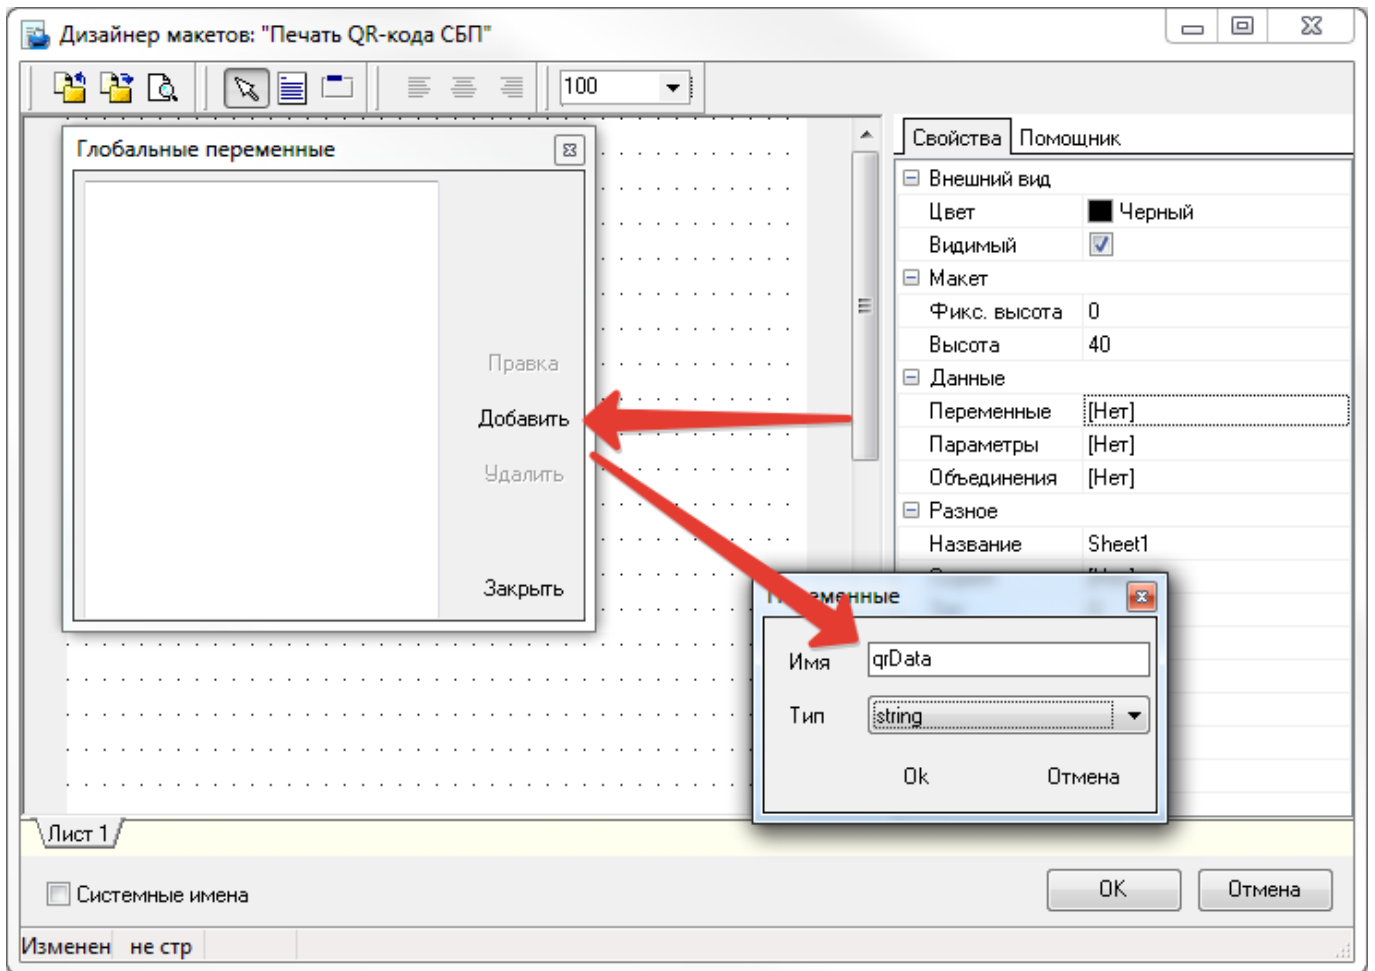 Дизайнер макетов: "Печать QR-кода СБП"
100
Глобальные переменные
Правка
Добавить
Удалить
Закрыть
Свойства Помощник
Внешний вид
Цвет Черный
Видимый
Макет
Фикс. высота 0
Высота 40
Данные
Переменные [Нет]
Параметры [Нет]
Объединения [Нет]
Разное
Название Sheet1
Имя qrData
Тип string
Ok Отмена
Лист 1
Системные имена
OK Отмена
Изменен не стр